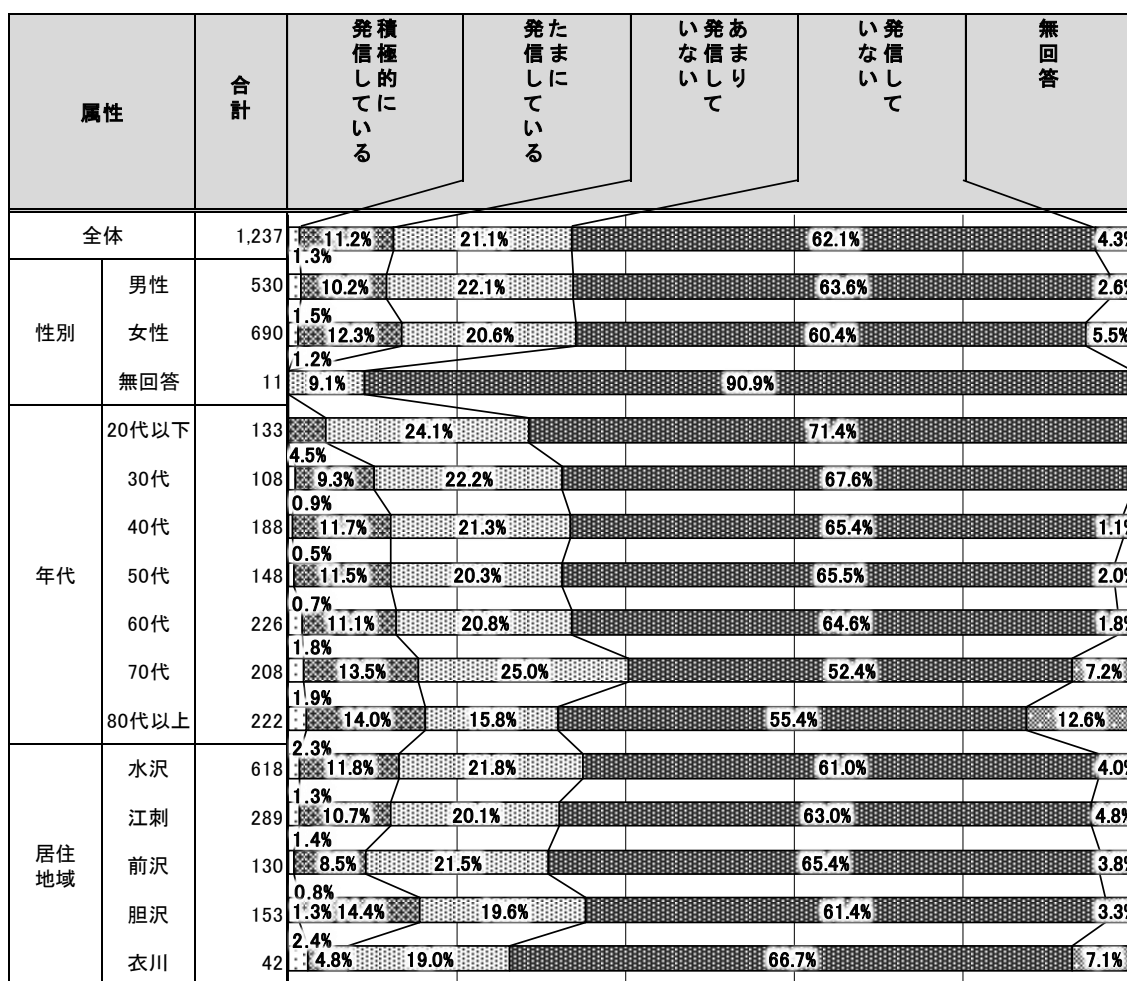 属性
合計
積極的に
発信している
たまに
発信している
あまり
発信して
いない
発信して
いない
無回答
全体 1,237 11.2% 21.1% 62.1% 4.3%
1.3%
性別
男性 530 10.2% 22.1% 63.6% 2.6%
1.5%
女性 690 12.3% 20.6% 60.4% 5.5%
1.2%
無回答 11 9.1% 90.9%
年代
20代以下 133 24.1% 71.4%
4.5%
30代 108 9.3% 22.2% 67.6%
0.9%
40代 188 11.7% 21.3% 65.4% 1.1%
0.5%
50代 148 11.5% 20.3% 65.5% 2.0%
0.7%
60代 226 11.1% 20.8% 64.6% 1.8%
1.8%
70代 208 13.5% 25.0% 52.4% 7.2%
1.9%
80代以上 222 14.0% 15.8% 55.4% 12.6%
2.3%
居住
地域
水沢 618 11.8% 21.8% 61.0% 4.0%
1.3%
江刺 289 10.7% 20.1% 63.0% 4.8%
1.4%
前沢 130 8.5% 21.5% 65.4% 3.8%
0.8%
胆沢 153 1.3% 14.4% 19.6% 61.4% 3.3%
2.4%
衣川 42 4.8% 19.0% 66.7% 7.1%